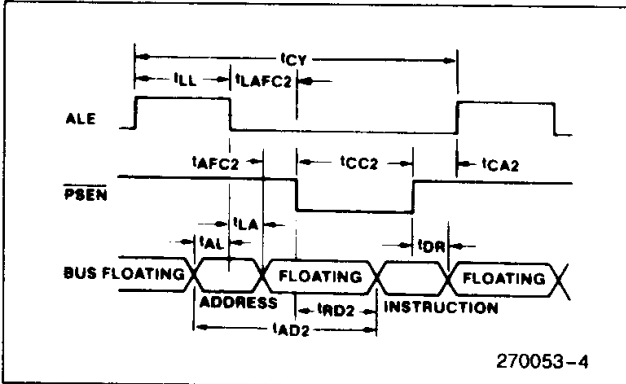 tCY
tLL tLAFC2
ALE
tAFC2 tCC2 tCA2
PSEN
tLA
tAL tDR
BUS FLOATING FLOATING FLOATING
ADDRESS tRD2 INSTRUCTION
tAD2
270053-4